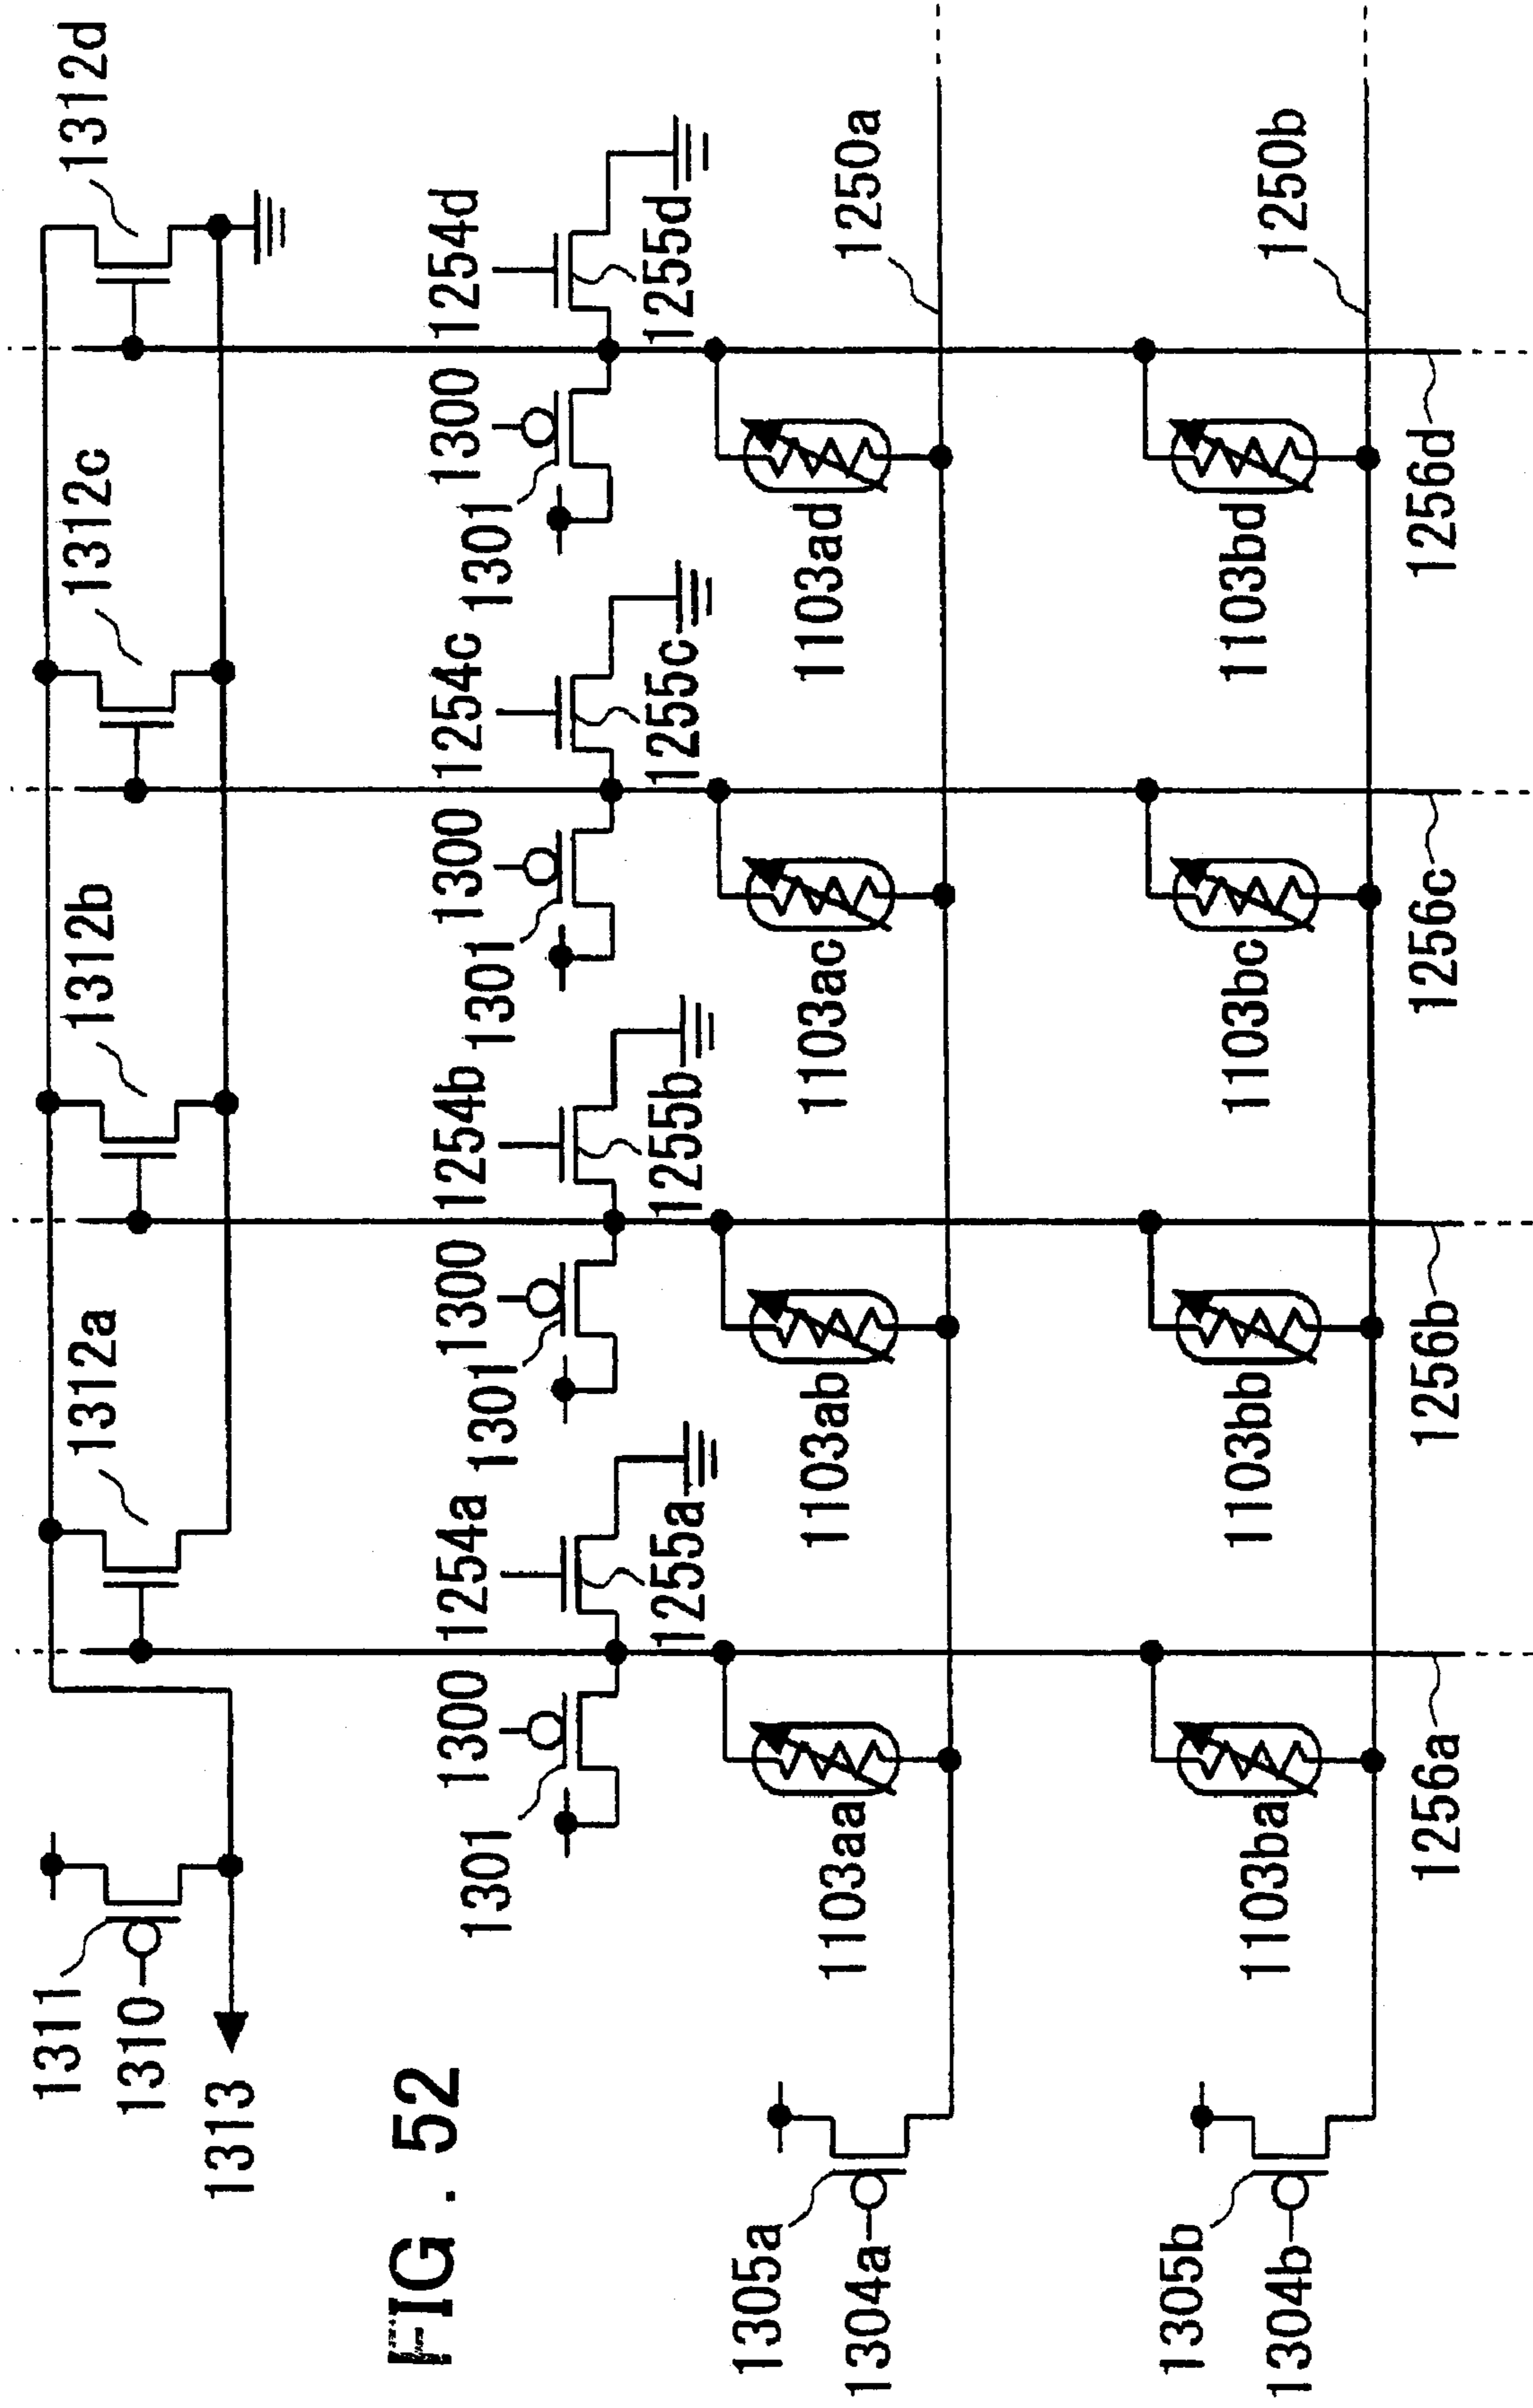 1311 1312a 1312b 1312c 1312d
1310
1313
FIG. 52
1300 1254a 1300 1254b 1300 1254c 1300 1254d
1301 1301 1301 1301
1255a 1255b 1255c 1255d
1305a
1304a 1103aa 1103ab 1103ac 1103ad 1250a
1305b
1304b 1103ba 1103bb 1103bc 1103bd 1250b
1256a 1256b 1256c 1256d